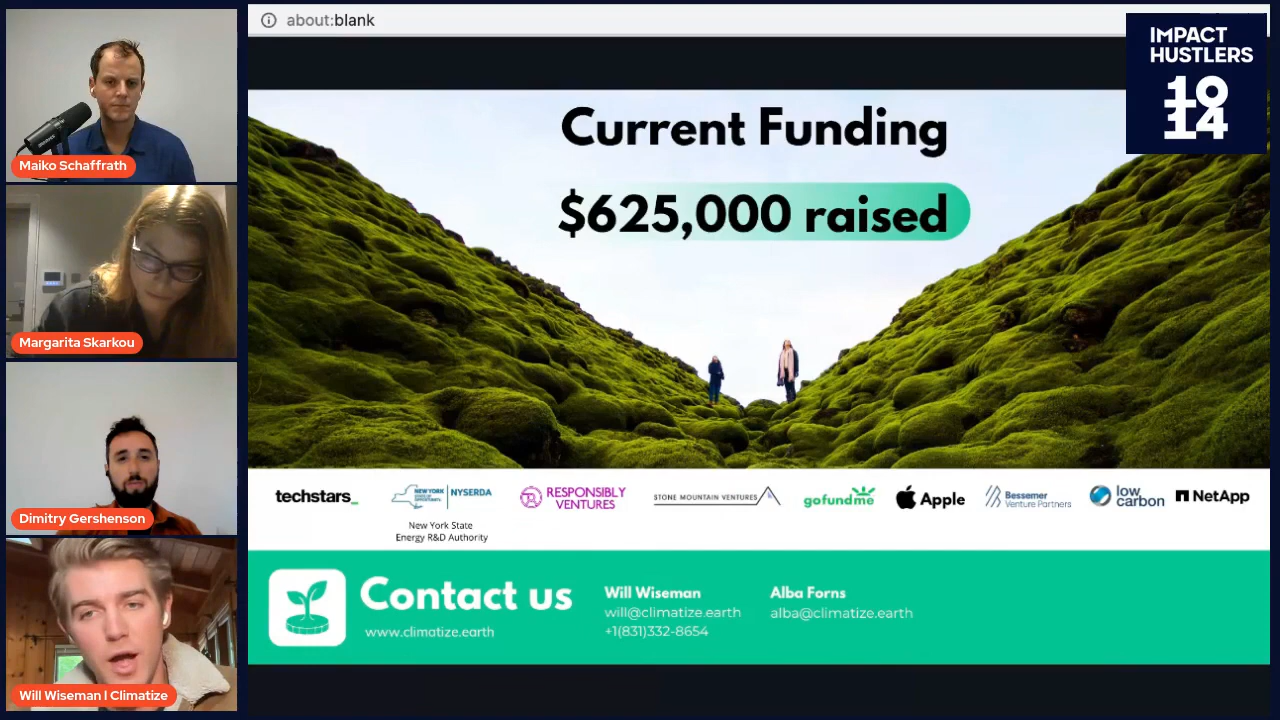 about:blank
IMPACT
HUSTLERS
10
14
Maiko Schaffrath
Margarita Skarkou
Dimitry Gershenson
Will Wiseman | Climatize
Current Funding
$625,000 raised
techstars_
NEW YORK
STATE OF
OPPORTUNITY.
NYSERDA
New York State
Energy R&D Authority
RESPONSIBLY
VENTURES
STONE MOUNTAIN VENTURES
gofundme
Apple
Bessemer
Venture Partners
low
carbon
NetApp
Contact us
www.climatize.earth
Will Wiseman
will@climatize.earth
+1(831)332-8654
Alba Forns
alba@climatize.earth